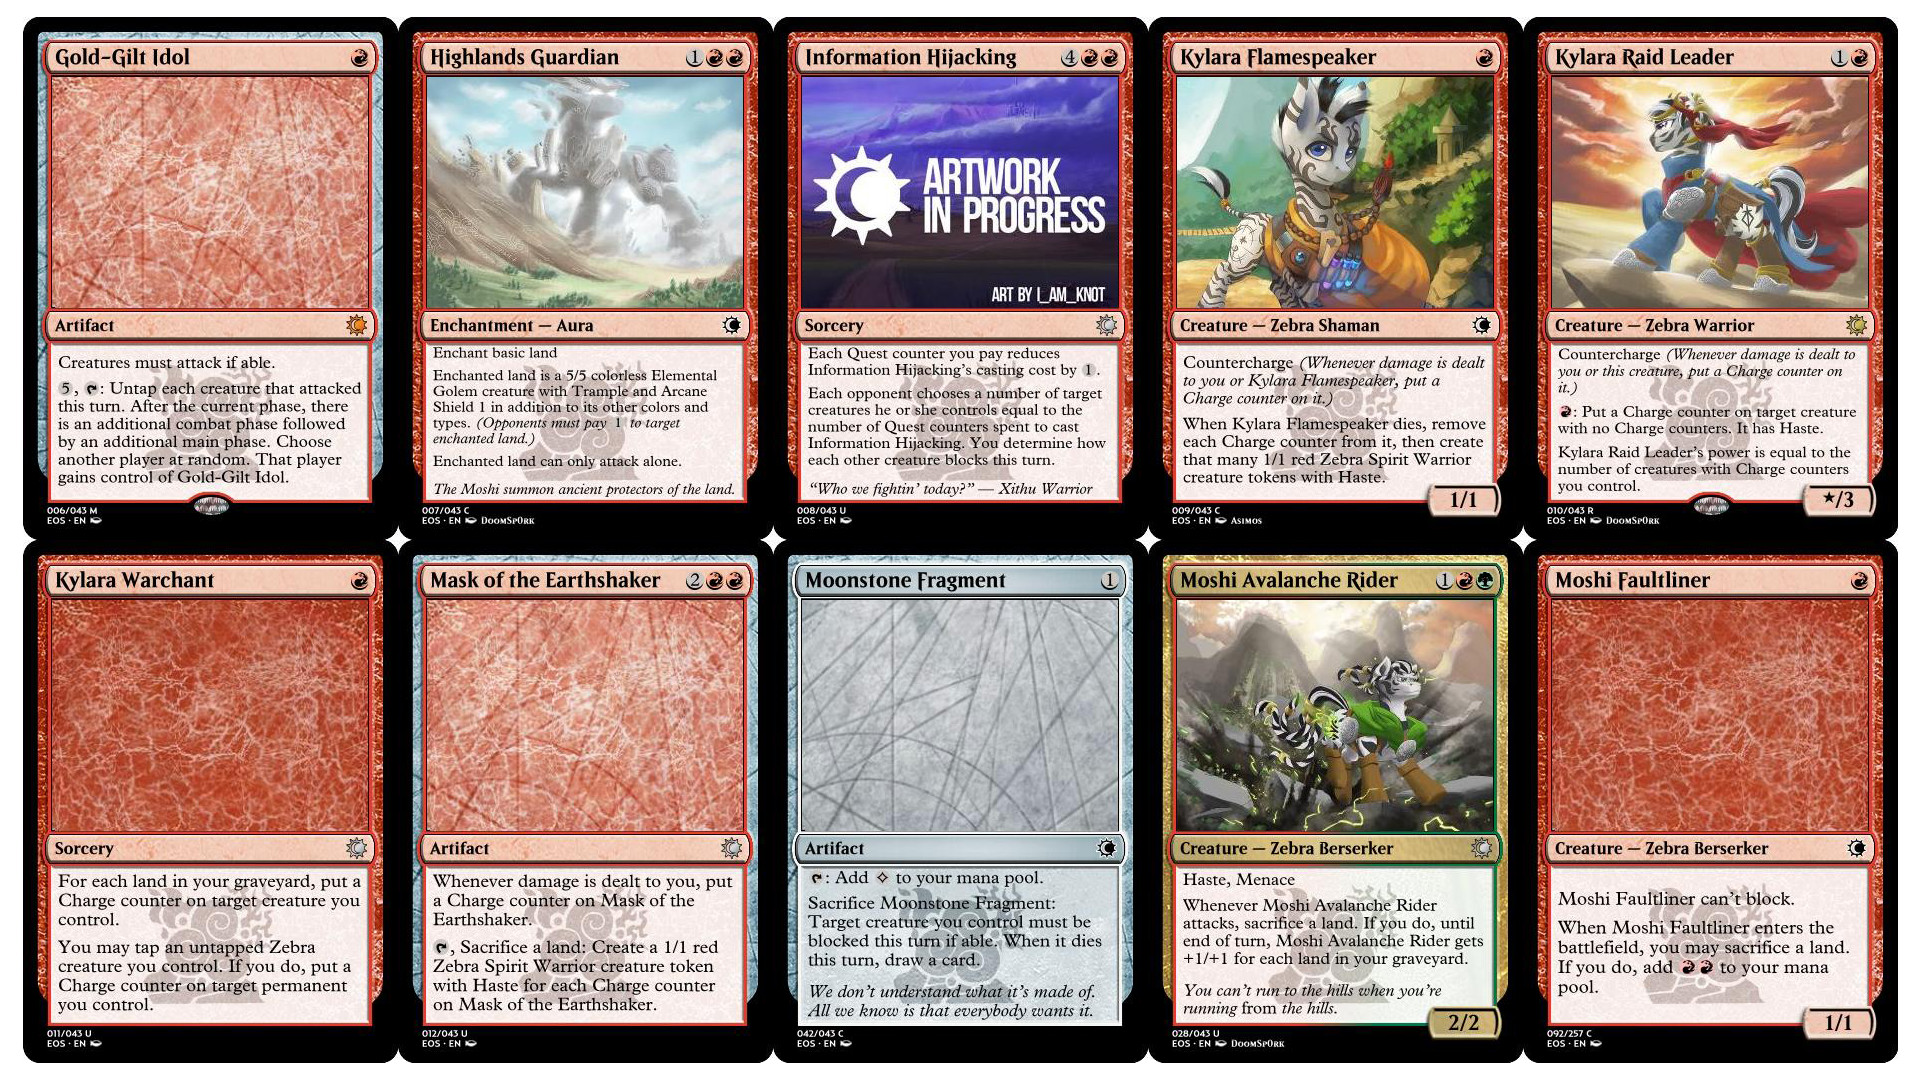 Gold-Gilt Idol
Artifact
Creatures must attack if able.
5, : Untap each creature that attacked
this turn. After the current phase, there
is an additional combat phase followed
by an additional main phase. Choose
another player at random. That player
gains control of Gold-Gilt Idol.
006/043 M
EOS · EN
Highlands Guardian 1
Enchantment — Aura
Enchant basic land
Enchanted land is a 5/5 colorless Elemental
Golem creature with Trample and Arcane
Shield 1 in addition to its other colors and
types. (Opponents must pay 1 to target
enchanted land.)
Enchanted land can only attack alone.
The Moshi summon ancient protectors of the land.
007/043 C
EOS · EN DoomSp0rk
Information Hijacking 4
ARTWORK
IN PROGRESS
ART BY I_AM_KNOT
Sorcery
Each Quest counter you pay reduces
Information Hijacking's casting cost by 1.
Each opponent chooses a number of target
creatures he or she controls equal to the
number of Quest counters spent to cast
Information Hijacking. You determine how
each other creature blocks this turn.
“Who we fightin’ today?” — Xithu Warrior
008/043 U
EOS · EN
Kylara Flamespeaker
Creature — Zebra Shaman
Countercharge (Whenever damage is dealt
to you or Kylara Flamespeaker, put a
Charge counter on it.)
When Kylara Flamespeaker dies, remove
each Charge counter from it, then create
that many 1/1 red Zebra Spirit Warrior
creature tokens with Haste.
1/1
009/043 C
EOS · EN Asimos
Kylara Raid Leader 1
Creature — Zebra Warrior
Countercharge (Whenever damage is dealt to
you or this creature, put a Charge counter on
it.)
: Put a Charge counter on target creature
with no Charge counters. It has Haste.
Kylara Raid Leader's power is equal to the
number of creatures with Charge counters
you control.
★/3
010/043 R
EOS · EN DoomSp0rk
Kylara Warchant
Sorcery
For each land in your graveyard, put a
Charge counter on target creature you
control.
You may tap an untapped Zebra
creature you control. If you do, put a
Charge counter on target permanent
you control.
011/043 U
EOS · EN
Mask of the Earthshaker 2
Artifact
Whenever damage is dealt to you, put
a Charge counter on Mask of the
Earthshaker.
, Sacrifice a land: Create a 1/1 red
Zebra Spirit Warrior creature token
with Haste for each Charge counter
on Mask of the Earthshaker.
012/043 U
EOS · EN
Moonstone Fragment 1
Artifact
: Add to your mana pool.
Sacrifice Moonstone Fragment:
Target creature you control must be
blocked this turn if able. When it dies
this turn, draw a card.
We don't understand what it's made of.
All we know is that everybody wants it.
042/043 C
EOS · EN
Moshi Avalanche Rider 1
Creature — Zebra Berserker
Haste, Menace
Whenever Moshi Avalanche Rider
attacks, sacrifice a land. If you do, until
end of turn, Moshi Avalanche Rider gets
+1/+1 for each land in your graveyard.
You can't run to the hills when you're
running from the hills.
2/2
028/043 U
EOS · EN DoomSp0rk
Moshi Faultliner
Creature — Zebra Berserker
Moshi Faultliner can't block.
When Moshi Faultliner enters the
battlefield, you may sacrifice a land.
If you do, add to your mana
pool.
1/1
092/257 C
EOS · EN